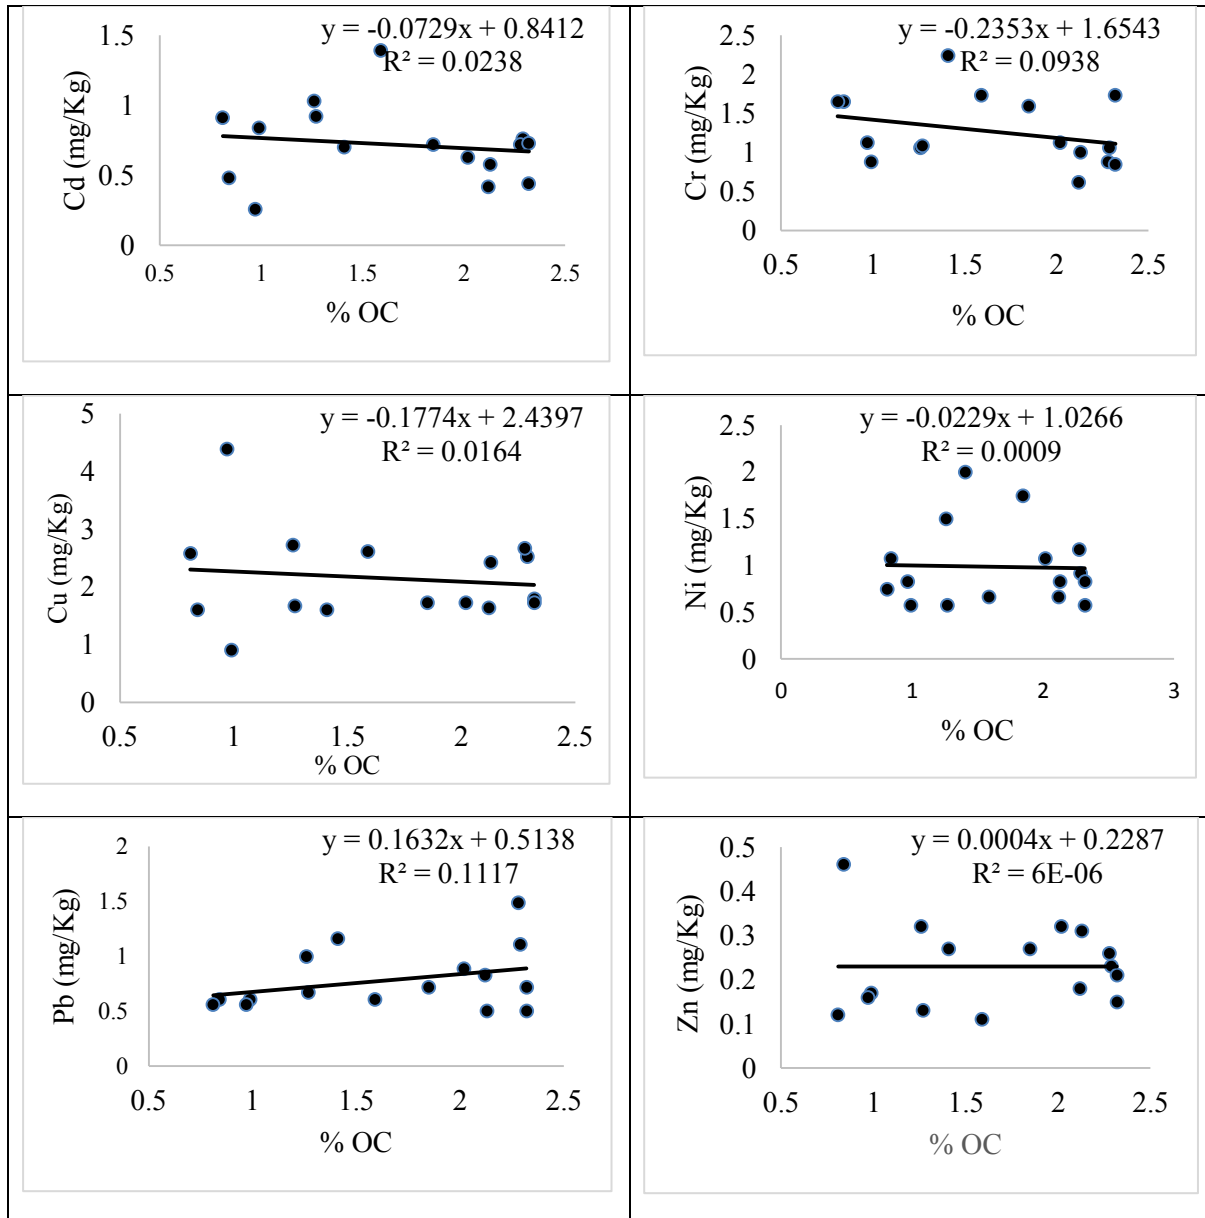 y = -0.0729x + 0.8412
R² = 0.0238
1.5
1
0.5
0
Cd (mg/Kg)
0.5 1 1.5 2 2.5
% OC
y = -0.2353x + 1.6543
R² = 0.0938
2.5
2
1.5
1
0.5
0
Cr (mg/Kg)
0.5 1 1.5 2 2.5
% OC
y = -0.1774x + 2.4397
R² = 0.0164
5
4
3
2
1
0
Cu (mg/Kg)
0.5 1 1.5 2 2.5
% OC
y = -0.0229x + 1.0266
R² = 0.0009
2.5
2
1.5
1
0.5
0
Ni (mg/Kg)
0 1 2 3
% OC
y = 0.1632x + 0.5138
R² = 0.1117
2
1.5
1
0.5
0
Pb (mg/Kg)
0.5 1 1.5 2 2.5
% OC
y = 0.0004x + 0.2287
R² = 6E-06
0.5
0.4
0.3
0.2
0.1
0
Zn (mg/Kg)
0.5 1 1.5 2 2.5
% OC